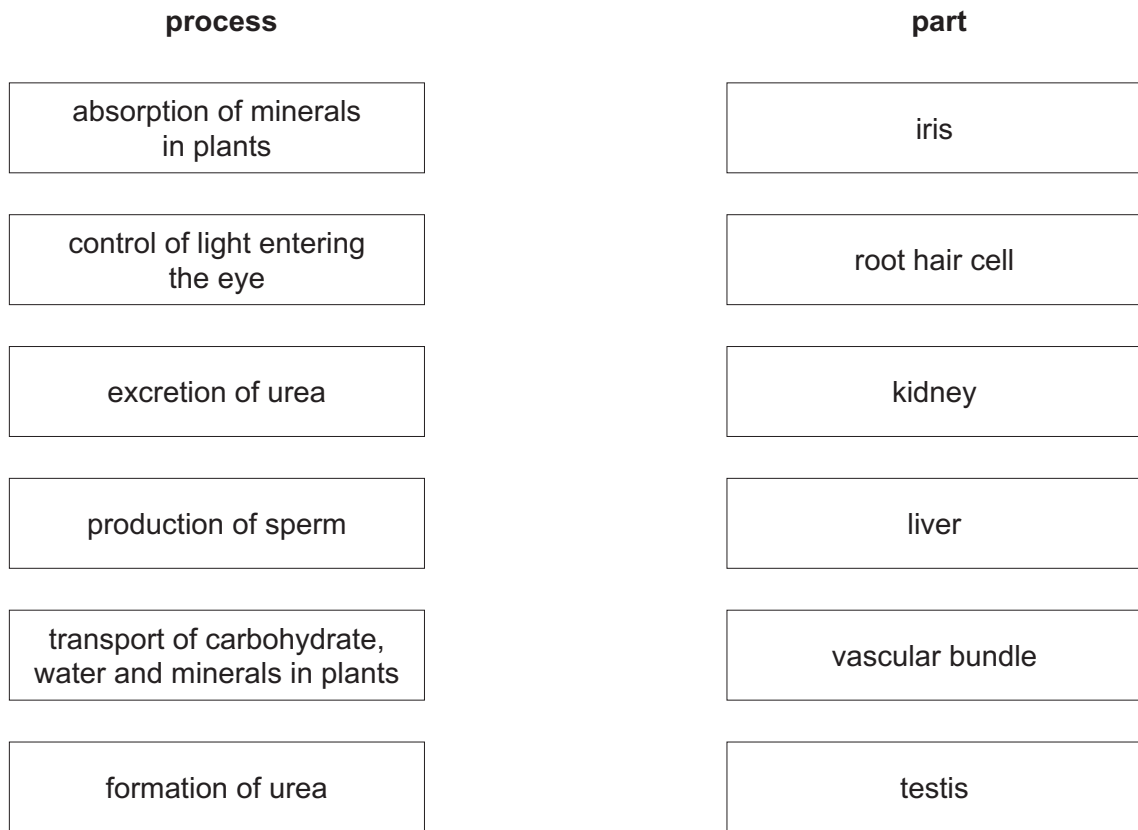 process
part
absorption of minerals
in plants
iris
control of light entering
the eye
root hair cell
excretion of urea
kidney
production of sperm
liver
transport of carbohydrate,
water and minerals in plants
vascular bundle
formation of urea
testis